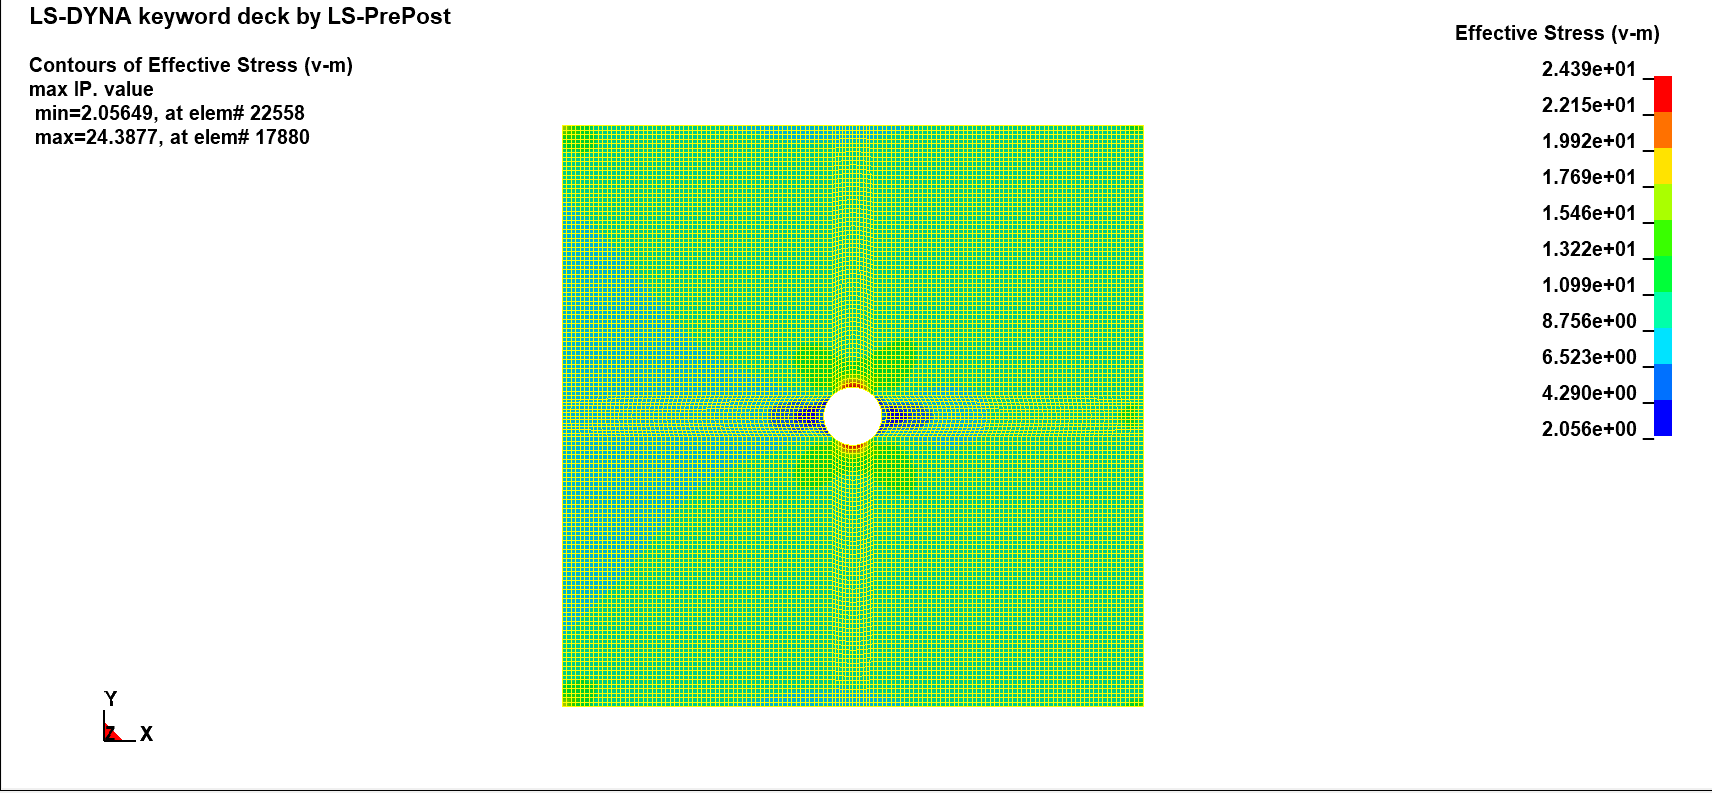 LS-DYNA keyword deck by LS-PrePost
Contours of Effective Stress (v-m)
max IP. value
min=2.05649, at elem# 22558
max=24.3877, at elem# 17880
Effective Stress (v-m)
2.439e+01
2.215e+01
1.992e+01
1.769e+01
1.546e+01
1.322e+01
1.099e+01
8.756e+00
6.523e+00
4.290e+00
2.056e+00
Y
Z X